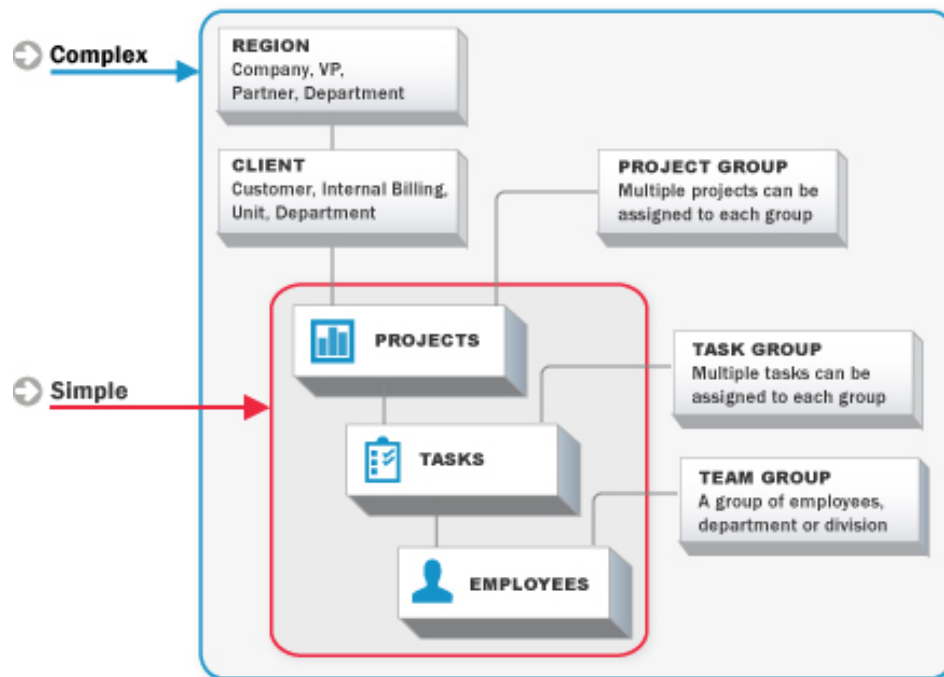 Complex
REGION
Company, VP,
Partner, Department
CLIENT
Customer, Internal Billing,
Unit, Department
PROJECT GROUP
Multiple projects can be
assigned to each group
PROJECTS
Simple
TASK GROUP
Multiple tasks can be
assigned to each group
TASKS
TEAM GROUP
A group of employees,
department or division
EMPLOYEES